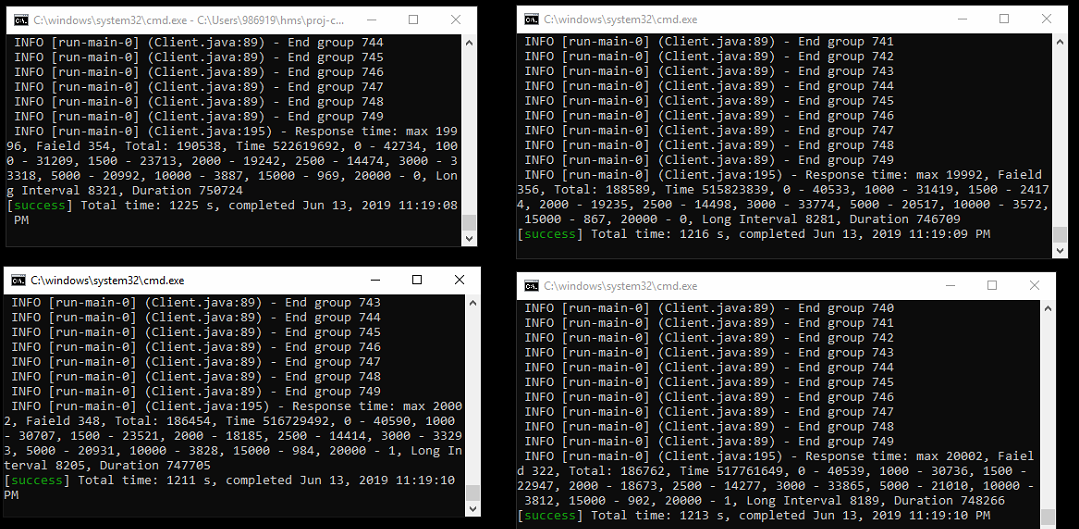 C:\windows\system32\cmd.exe - C:\Users\986919\hms\proj-c...
INFO [run-main-0] (Client.java:89) - End group 744
INFO [run-main-0] (Client.java:89) - End group 745
INFO [run-main-0] (Client.java:89) - End group 746
INFO [run-main-0] (Client.java:89) - End group 747
INFO [run-main-0] (Client.java:89) - End group 748
INFO [run-main-0] (Client.java:89) - End group 749
INFO [run-main-0] (Client.java:195) - Response time: max 199
96, Faield 354, Total: 190538, Time 522619692, 0 - 42734, 100
0 - 31209, 1500 - 23713, 2000 - 19242, 2500 - 14474, 3000 - 3
3318, 5000 - 20992, 10000 - 3887, 15000 - 969, 20000 - 0, Lon
g Interval 8321, Duration 750724
[success] Total time: 1225 s, completed Jun 13, 2019 11:19:08
PM
C:\windows\system32\cmd.exe
INFO [run-main-0] (Client.java:89) - End group 741
INFO [run-main-0] (Client.java:89) - End group 742
INFO [run-main-0] (Client.java:89) - End group 743
INFO [run-main-0] (Client.java:89) - End group 744
INFO [run-main-0] (Client.java:89) - End group 745
INFO [run-main-0] (Client.java:89) - End group 746
INFO [run-main-0] (Client.java:89) - End group 747
INFO [run-main-0] (Client.java:89) - End group 748
INFO [run-main-0] (Client.java:89) - End group 749
INFO [run-main-0] (Client.java:195) - Response time: max 19992, Faield
356, Total: 188589, Time 515823839, 0 - 40533, 1000 - 31419, 1500 - 2417
4, 2000 - 19235, 2500 - 14498, 3000 - 33774, 5000 - 20517, 10000 - 3572,
15000 - 867, 20000 - 0, Long Interval 8281, Duration 746709
[success] Total time: 1216 s, completed Jun 13, 2019 11:19:09 PM
C:\windows\system32\cmd.exe
INFO [run-main-0] (Client.java:89) - End group 743
INFO [run-main-0] (Client.java:89) - End group 744
INFO [run-main-0] (Client.java:89) - End group 745
INFO [run-main-0] (Client.java:89) - End group 746
INFO [run-main-0] (Client.java:89) - End group 747
INFO [run-main-0] (Client.java:89) - End group 748
INFO [run-main-0] (Client.java:89) - End group 749
INFO [run-main-0] (Client.java:195) - Response time: max 2000
2, Faield 348, Total: 186454, Time 516729492, 0 - 40590, 1000
- 30707, 1500 - 23521, 2000 - 18185, 2500 - 14414, 3000 - 3329
3, 5000 - 20931, 10000 - 3828, 15000 - 984, 20000 - 1, Long In
terval 8205, Duration 747705
[success] Total time: 1211 s, completed Jun 13, 2019 11:19:10
PM
C:\windows\system32\cmd.exe
INFO [run-main-0] (Client.java:89) - End group 740
INFO [run-main-0] (Client.java:89) - End group 741
INFO [run-main-0] (Client.java:89) - End group 742
INFO [run-main-0] (Client.java:89) - End group 743
INFO [run-main-0] (Client.java:89) - End group 744
INFO [run-main-0] (Client.java:89) - End group 745
INFO [run-main-0] (Client.java:89) - End group 746
INFO [run-main-0] (Client.java:89) - End group 747
INFO [run-main-0] (Client.java:89) - End group 748
INFO [run-main-0] (Client.java:89) - End group 749
INFO [run-main-0] (Client.java:195) - Response time: max 20002, Faiel
d 322, Total: 186762, Time 517761649, 0 - 40539, 1000 - 30736, 1500 -
22947, 2000 - 18673, 2500 - 14277, 3000 - 33865, 5000 - 21010, 10000 -
3812, 15000 - 902, 20000 - 1, Long Interval 8189, Duration 748266
[success] Total time: 1213 s, completed Jun 13, 2019 11:19:10 PM